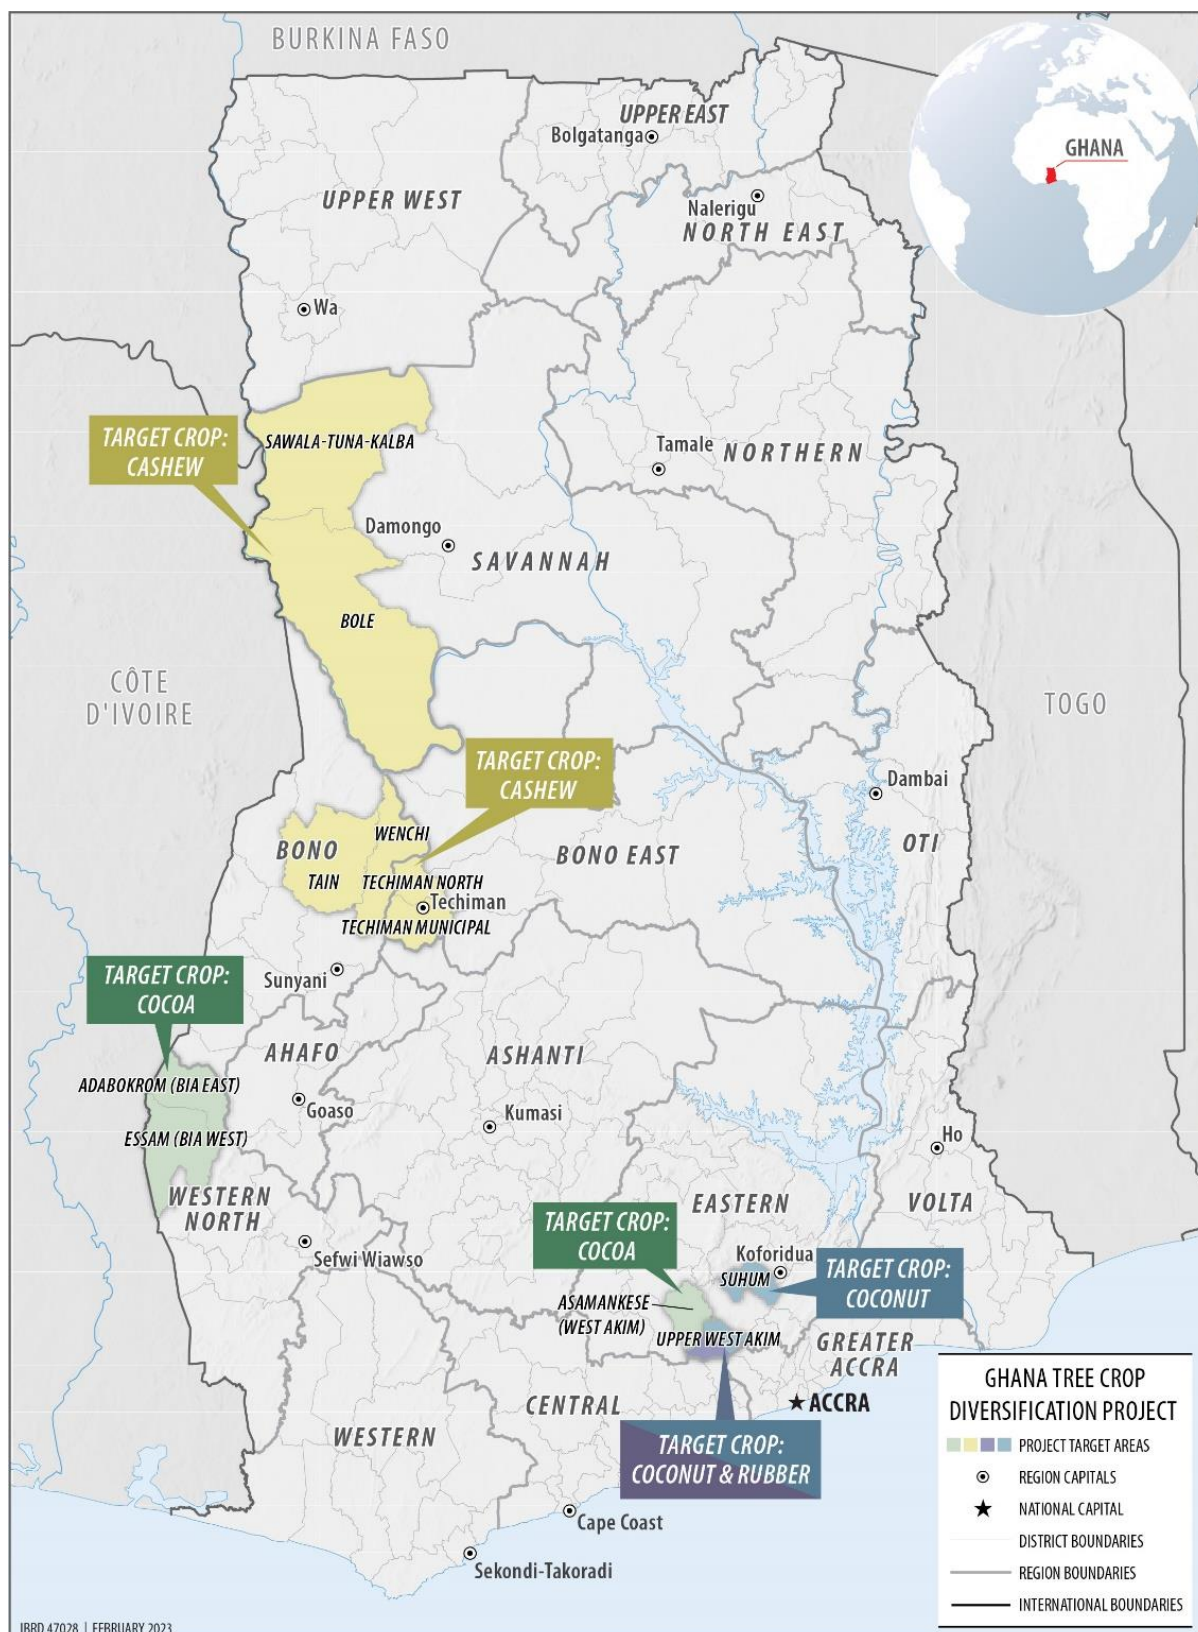 BURKINA FASO
UPPER EAST
Bolgatanga
GHANA
UPPER WEST
Nalerigu
NORTH EAST
Wa
TARGET CROP:
CASHEW
SAWALA-TUNA-KALBA
Tamale
NORTHERN
Damongo
SAVANNAH
BOLE
CÔTE
D'IVOIRE
TOGO
TARGET CROP:
CASHEW
Dambai
WENCHI
BONO
BONO EAST
OTI
TAIN
TECHIMAN NORTH
Techiman
TECHIMAN MUNICIPAL
Sunyani
TARGET CROP:
COCOA
AHAFO
ASHANTI
ADABOKROM (BIA EAST)
Goaso
Kumasi
ESSAM (BIA WEST)
Ho
WESTERN
NORTH
EASTERN
VOLTA
TARGET CROP:
COCOA
Sefwi Wiawso
Koforidua
SUHUM
TARGET CROP:
COCONUT
ASAMANKESE
(WEST AKIM)
UPPER WEST AKIM
GREATER
ACCRA
CENTRAL
ACCRA
WESTERN
TARGET CROP:
COCONUT & RUBBER
Cape Coast
Sekondi-Takoradi
GHANA TREE CROP
DIVERSIFICATION PROJECT
PROJECT TARGET AREAS
REGION CAPITALS
NATIONAL CAPITAL
DISTRICT BOUNDARIES
REGION BOUNDARIES
INTERNATIONAL BOUNDARIES
IBRD 47028 | FEBRUARY 2023